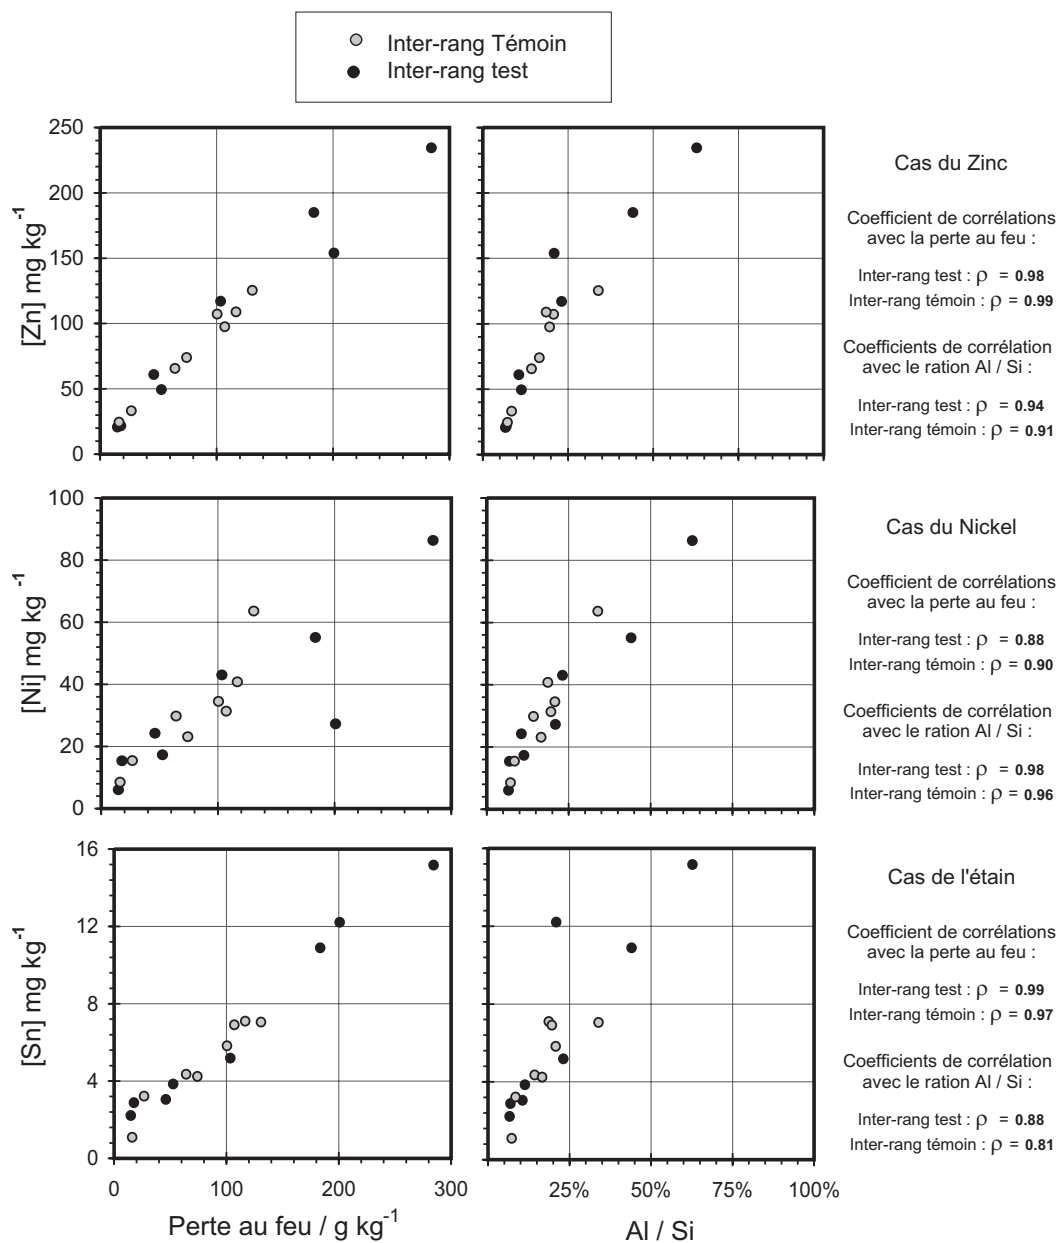 Inter-rang Témoin
Inter-rang test
250
200
150
100
50
0
[Zn] mg kg-1
Cas du Zinc
Coefficient de corrélations
avec la perte au feu :
Inter-rang test : ρ = 0.98
Inter-rang témoin : ρ = 0.99
Coefficients de corrélation
avec le ration Al / Si :
Inter-rang test : ρ = 0.94
Inter-rang témoin : ρ = 0.91
100
80
60
40
20
0
[Ni] mg kg-1
Cas du Nickel
Coefficient de corrélations
avec la perte au feu :
Inter-rang test : ρ = 0.88
Inter-rang témoin : ρ = 0.90
Coefficients de corrélation
avec le ration Al / Si :
Inter-rang test : ρ = 0.98
Inter-rang témoin : ρ = 0.96
16
12
8
4
0
[Sn] mg kg-1
Cas de l'étain
Coefficient de corrélations
avec la perte au feu :
Inter-rang test : ρ = 0.99
Inter-rang témoin : ρ = 0.97
Coefficients de corrélation
avec le ration Al / Si :
Inter-rang test : ρ = 0.88
Inter-rang témoin : ρ = 0.81
0 100 200 300
25% 50% 75% 100%
Perte au feu / g kg-1
Al / Si